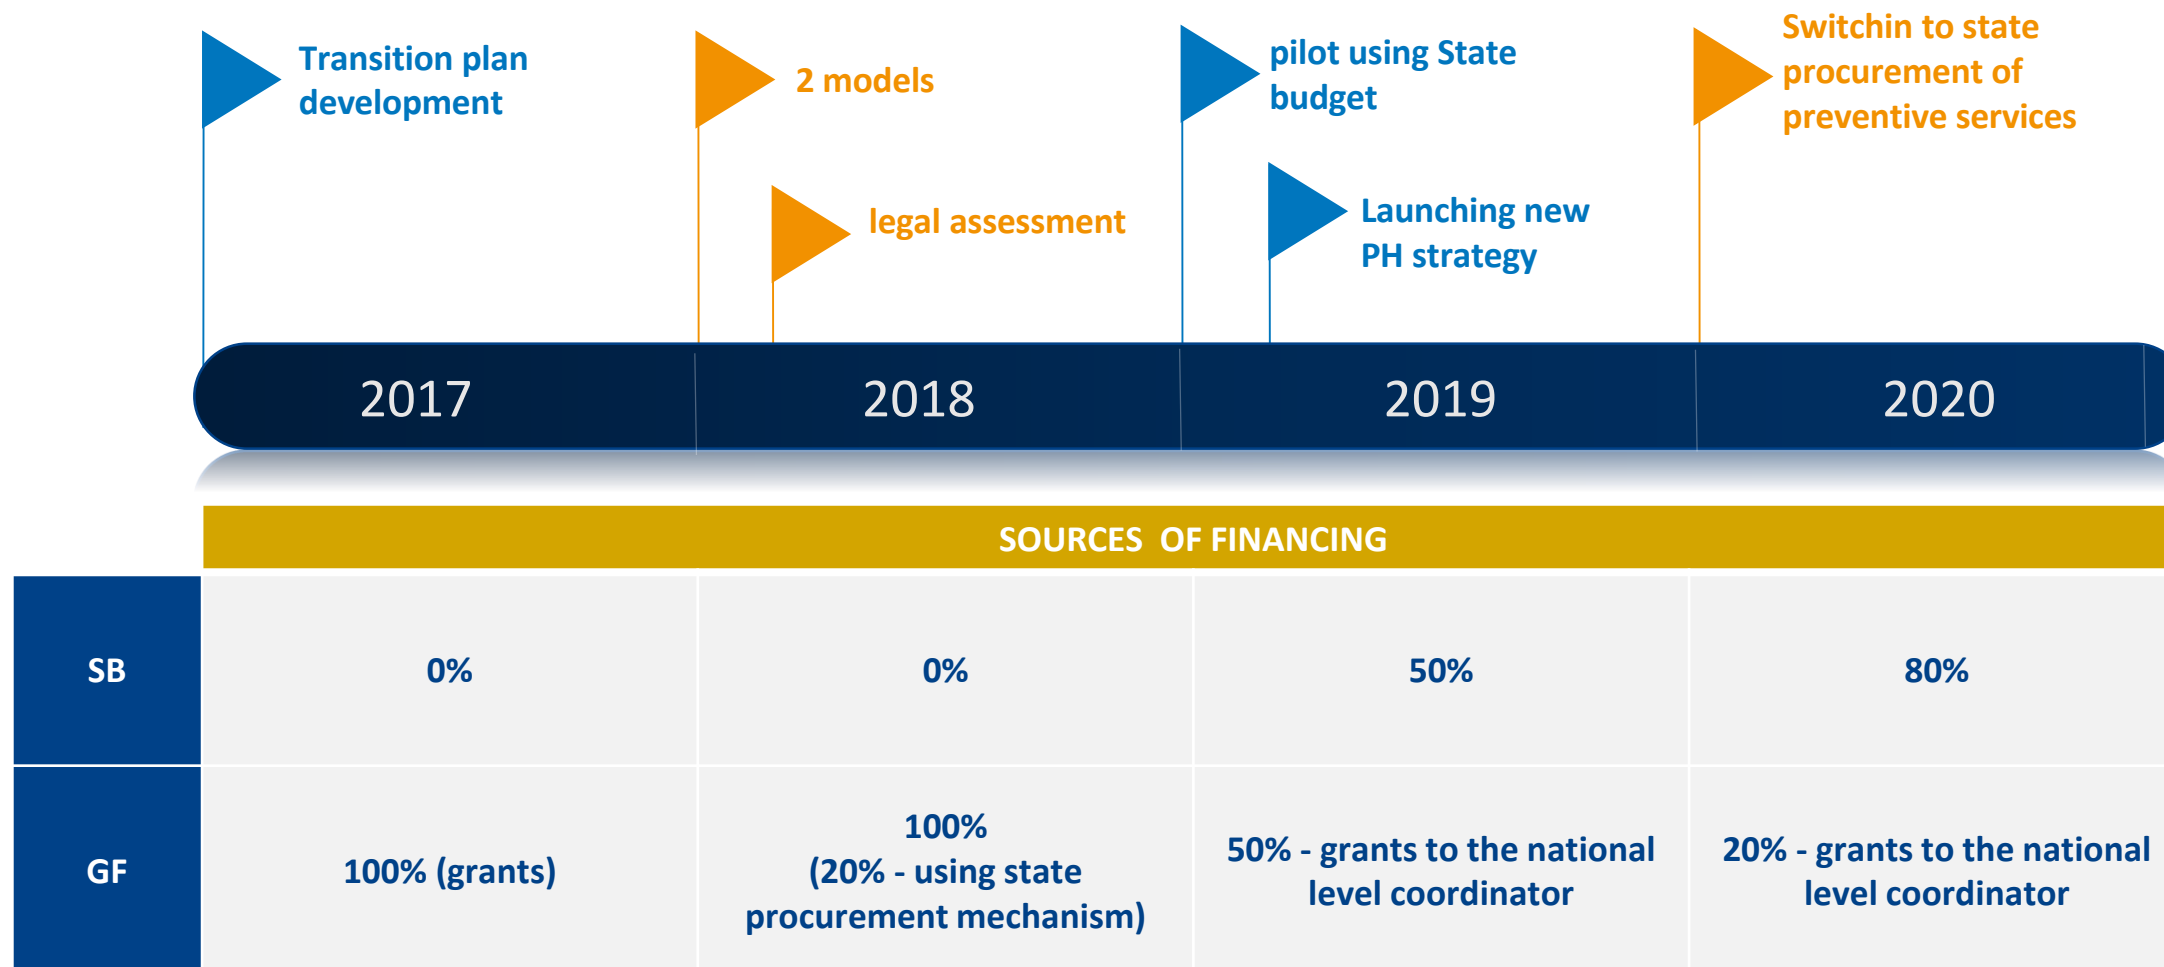 Transition plan
development
2 models
legal assessment
pilot using State
budget
Launching new
PH strategy
Switchin to state
procurement of
preventive services
2017
2018
2019
2020
SOURCES OF FINANCING
SB
0%
0%
50%
80%
GF
100% (grants)
100%
(20% - using state
procurement mechanism)
50% - grants to the national
level coordinator
20% - grants to the national
level coordinator